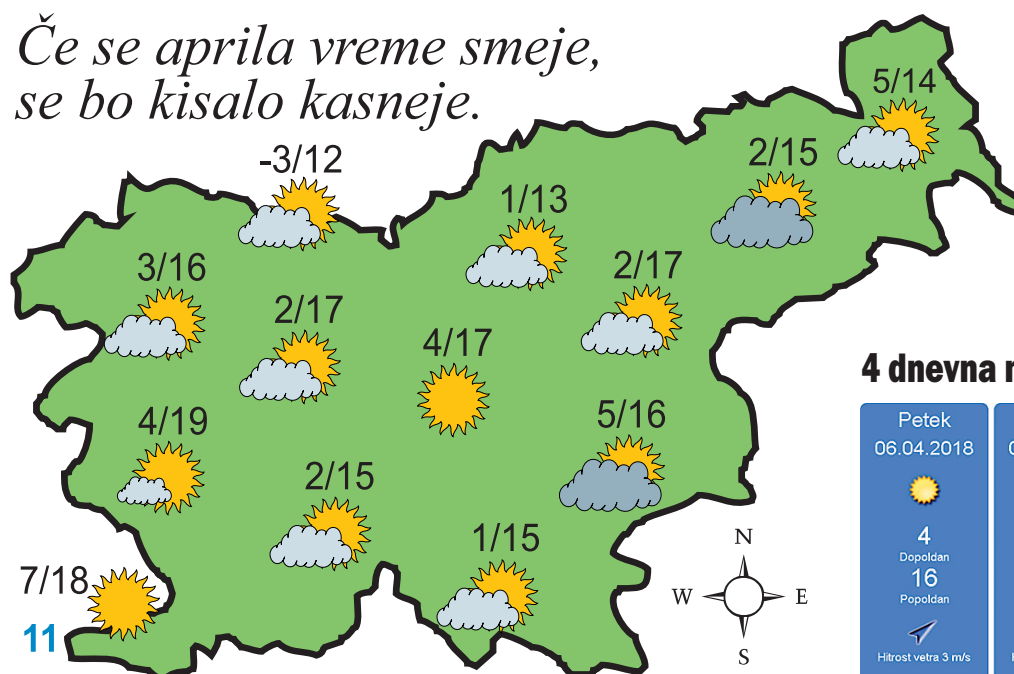 Če se aprila vreme smeje,
se bo kisalo kasneje.
5/14
-3/12
2/15
1/13
3/16
2/17
2/17
4/17
4/19
5/16
2/15
1/15
7/18
11
N
W E
S
4 dnevna
Petek
06.04.2018
4
Dopoldan
16
Popoldan
Hitrost vetra 3 m/s